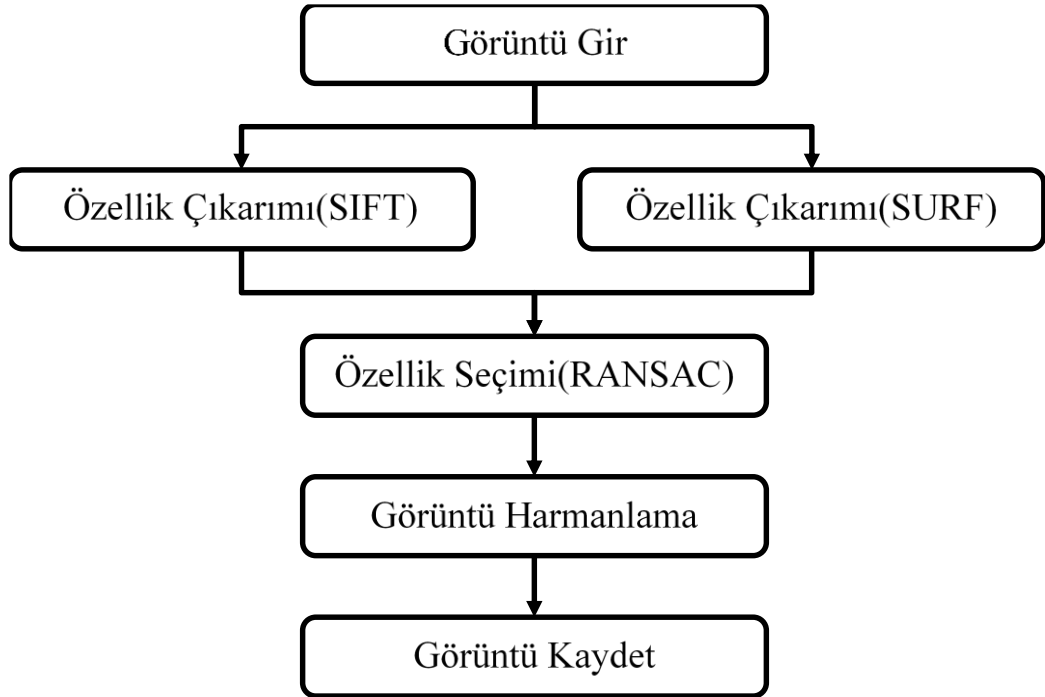 Görüntü Gir
Özellik Çıkarımı(SIFT)
Özellik Çıkarımı(SURF)
Özellik Seçimi(RANSAC)
Görüntü Harmanlama
Görüntü Kaydet